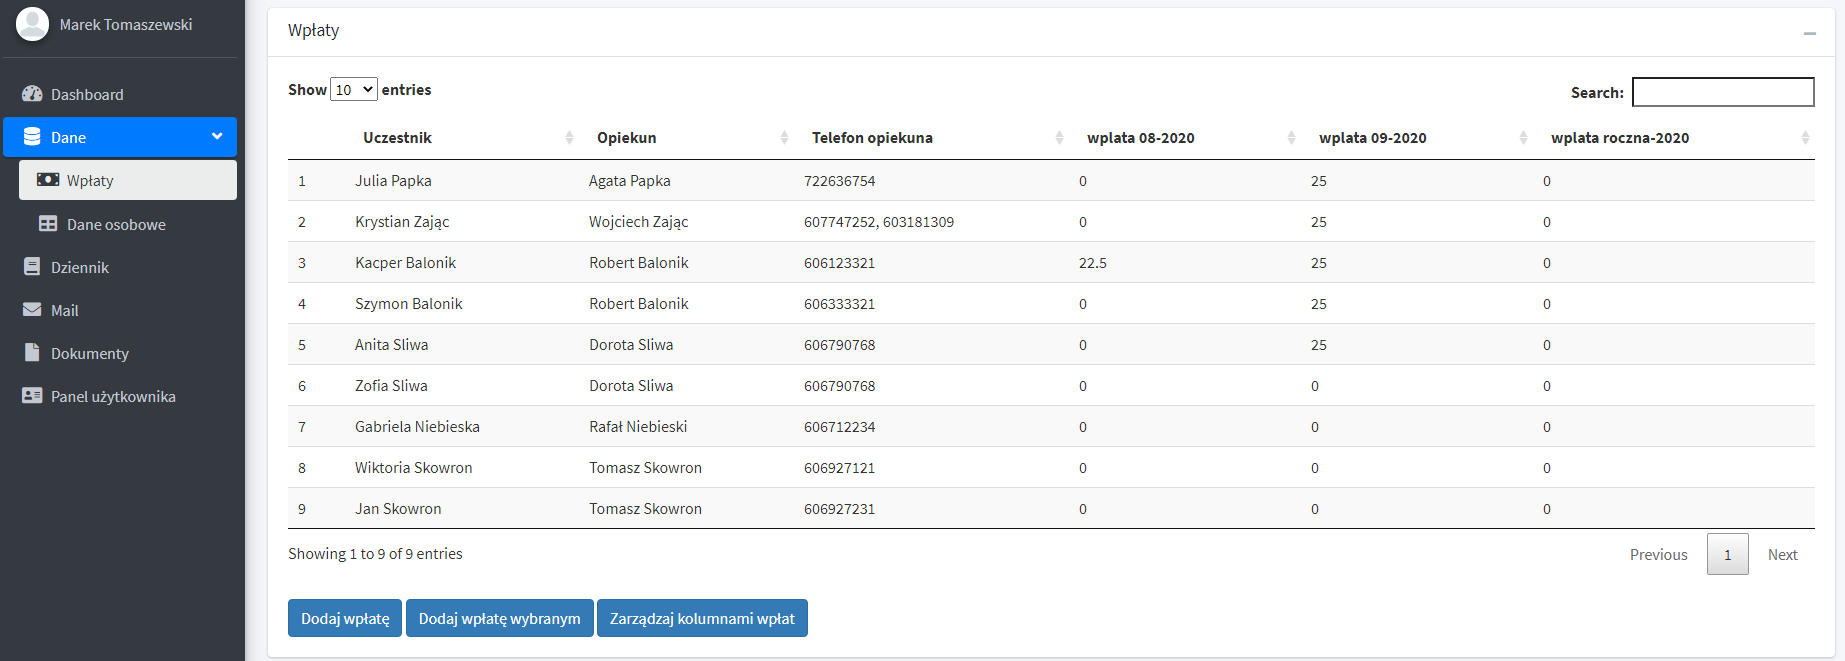 Marek Tomaszewski
Dashboard
Dane
Wpłaty
Dane osobowe
Dziennik
Mail
Dokumenty
Panel użytkownika
Wpłaty
Show 10 entries
Search:
Uczestnik Opiekun Telefon opiekuna wplata 08-2020 wplata 09-2020 wplata roczna-2020
1 Julia Papka Agata Papka 722636754 0 25 0
2 Krystian Zając Wojciech Zając 607747252, 603181309 0 25 0
3 Kacper Balonik Robert Balonik 606123321 22.5 25 0
4 Szymon Balonik Robert Balonik 606333321 0 25 0
5 Anita Sliwa Dorota Sliwa 606790768 0 25 0
6 Zofia Sliwa Dorota Sliwa 606790768 0 0 0
7 Gabriela Niebieska Rafał Niebieski 606712234 0 0 0
8 Wiktoria Skowron Tomasz Skowron 606927121 0 0 0
9 Jan Skowron Tomasz Skowron 606927231 0 0 0
Showing 1 to 9 of 9 entries
Previous 1 Next
Dodaj wpłatę Dodaj wpłatę wybranym Zarządzaj kolumnami wpłat